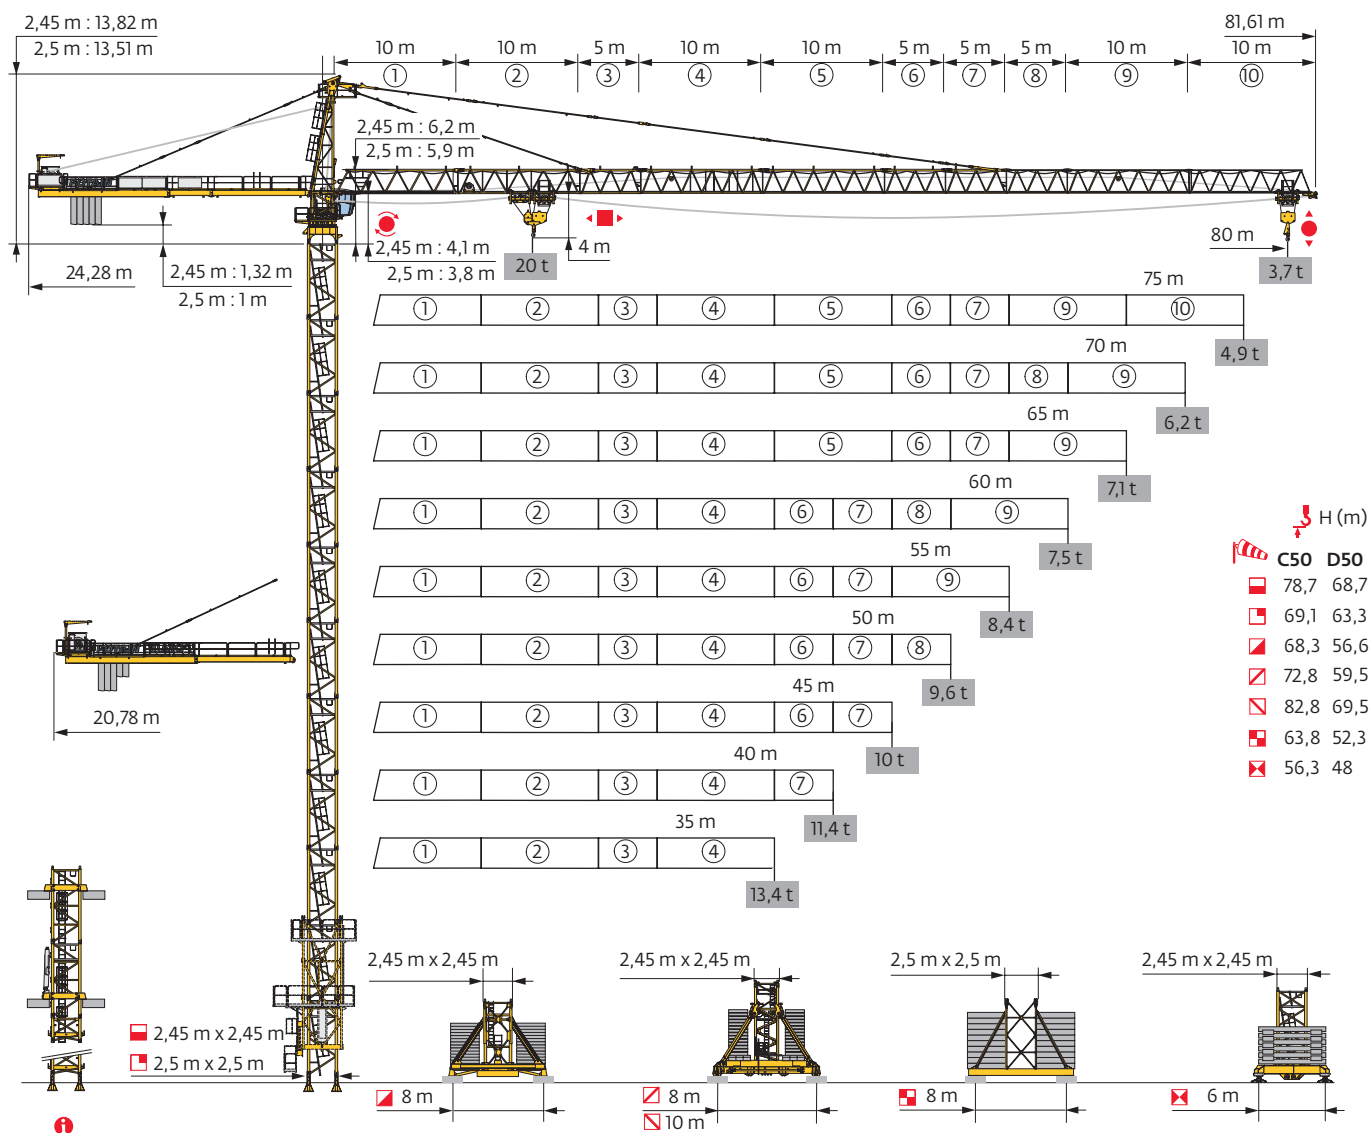 2,45 m : 13,82 m
2,5 m : 13,51 m
81,61 m
10 m 10 m 5 m 10 m 10 m 5 m 5 m 5 m 10 m 10 m
1 2 3 4 5 6 7 8 9 10
2,45 m : 6,2 m
2,5 m : 5,9 m
2,45 m : 4,1 m
2,5 m : 3,8 m
4 m
80 m
20 t
3,7 t
24,28 m
2,45 m : 1,32 m
2,5 m : 1 m
75 m
1 2 3 4 5 6 7 9 10
4,9 t
70 m
1 2 3 4 5 6 7 8 9
6,2 t
65 m
1 2 3 4 5 6 7 9
7,1 t
60 m
1 2 3 4 6 7 8 9
7,5 t
55 m
1 2 3 4 6 7 9
8,4 t
50 m
1 2 3 4 6 7 8
9,6 t
45 m
1 2 3 4 6 7
10 t
40 m
1 2 3 4 7
11,4 t
35 m
1 2 3 4
13,4 t
H (m)
C50 D50
78,7 68,7
69,1 63,3
68,3 56,6
72,8 59,5
82,8 69,5
63,8 52,3
56,3 48
20,78 m
2,45 m x 2,45 m
2,5 m x 2,5 m
2,45 m x 2,45 m
8 m
2,45 m x 2,45 m
8 m
10 m
2,5 m x 2,5 m
8 m
2,45 m x 2,45 m
6 m
i